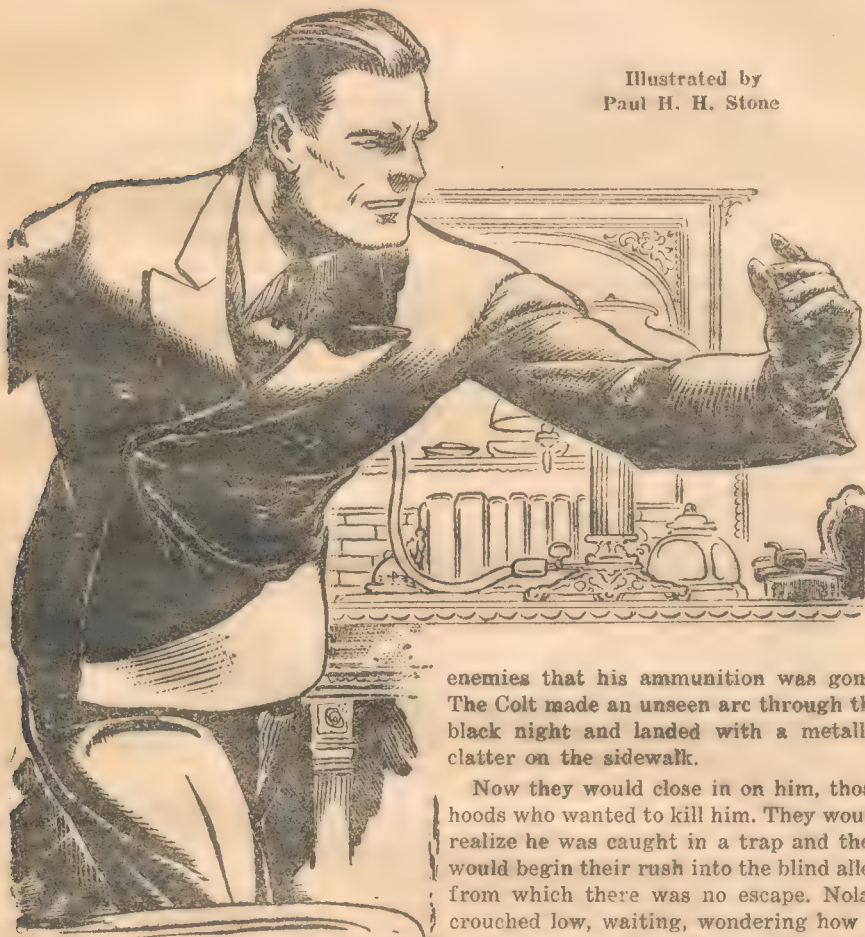 Illustrated by
Paul H. H. Stone
enemies that his ammunition was gon
The Colt made an unseen arc through th
black night and landed with a metall
clatter on the sidewalk.
Now they would close in on him, thos
hoods who wanted to kill him. They woul
realize he was caught in a trap and the
would begin their rush into the blind alle
from which there was no escape. Nola
crouched low, waiting, wondering how